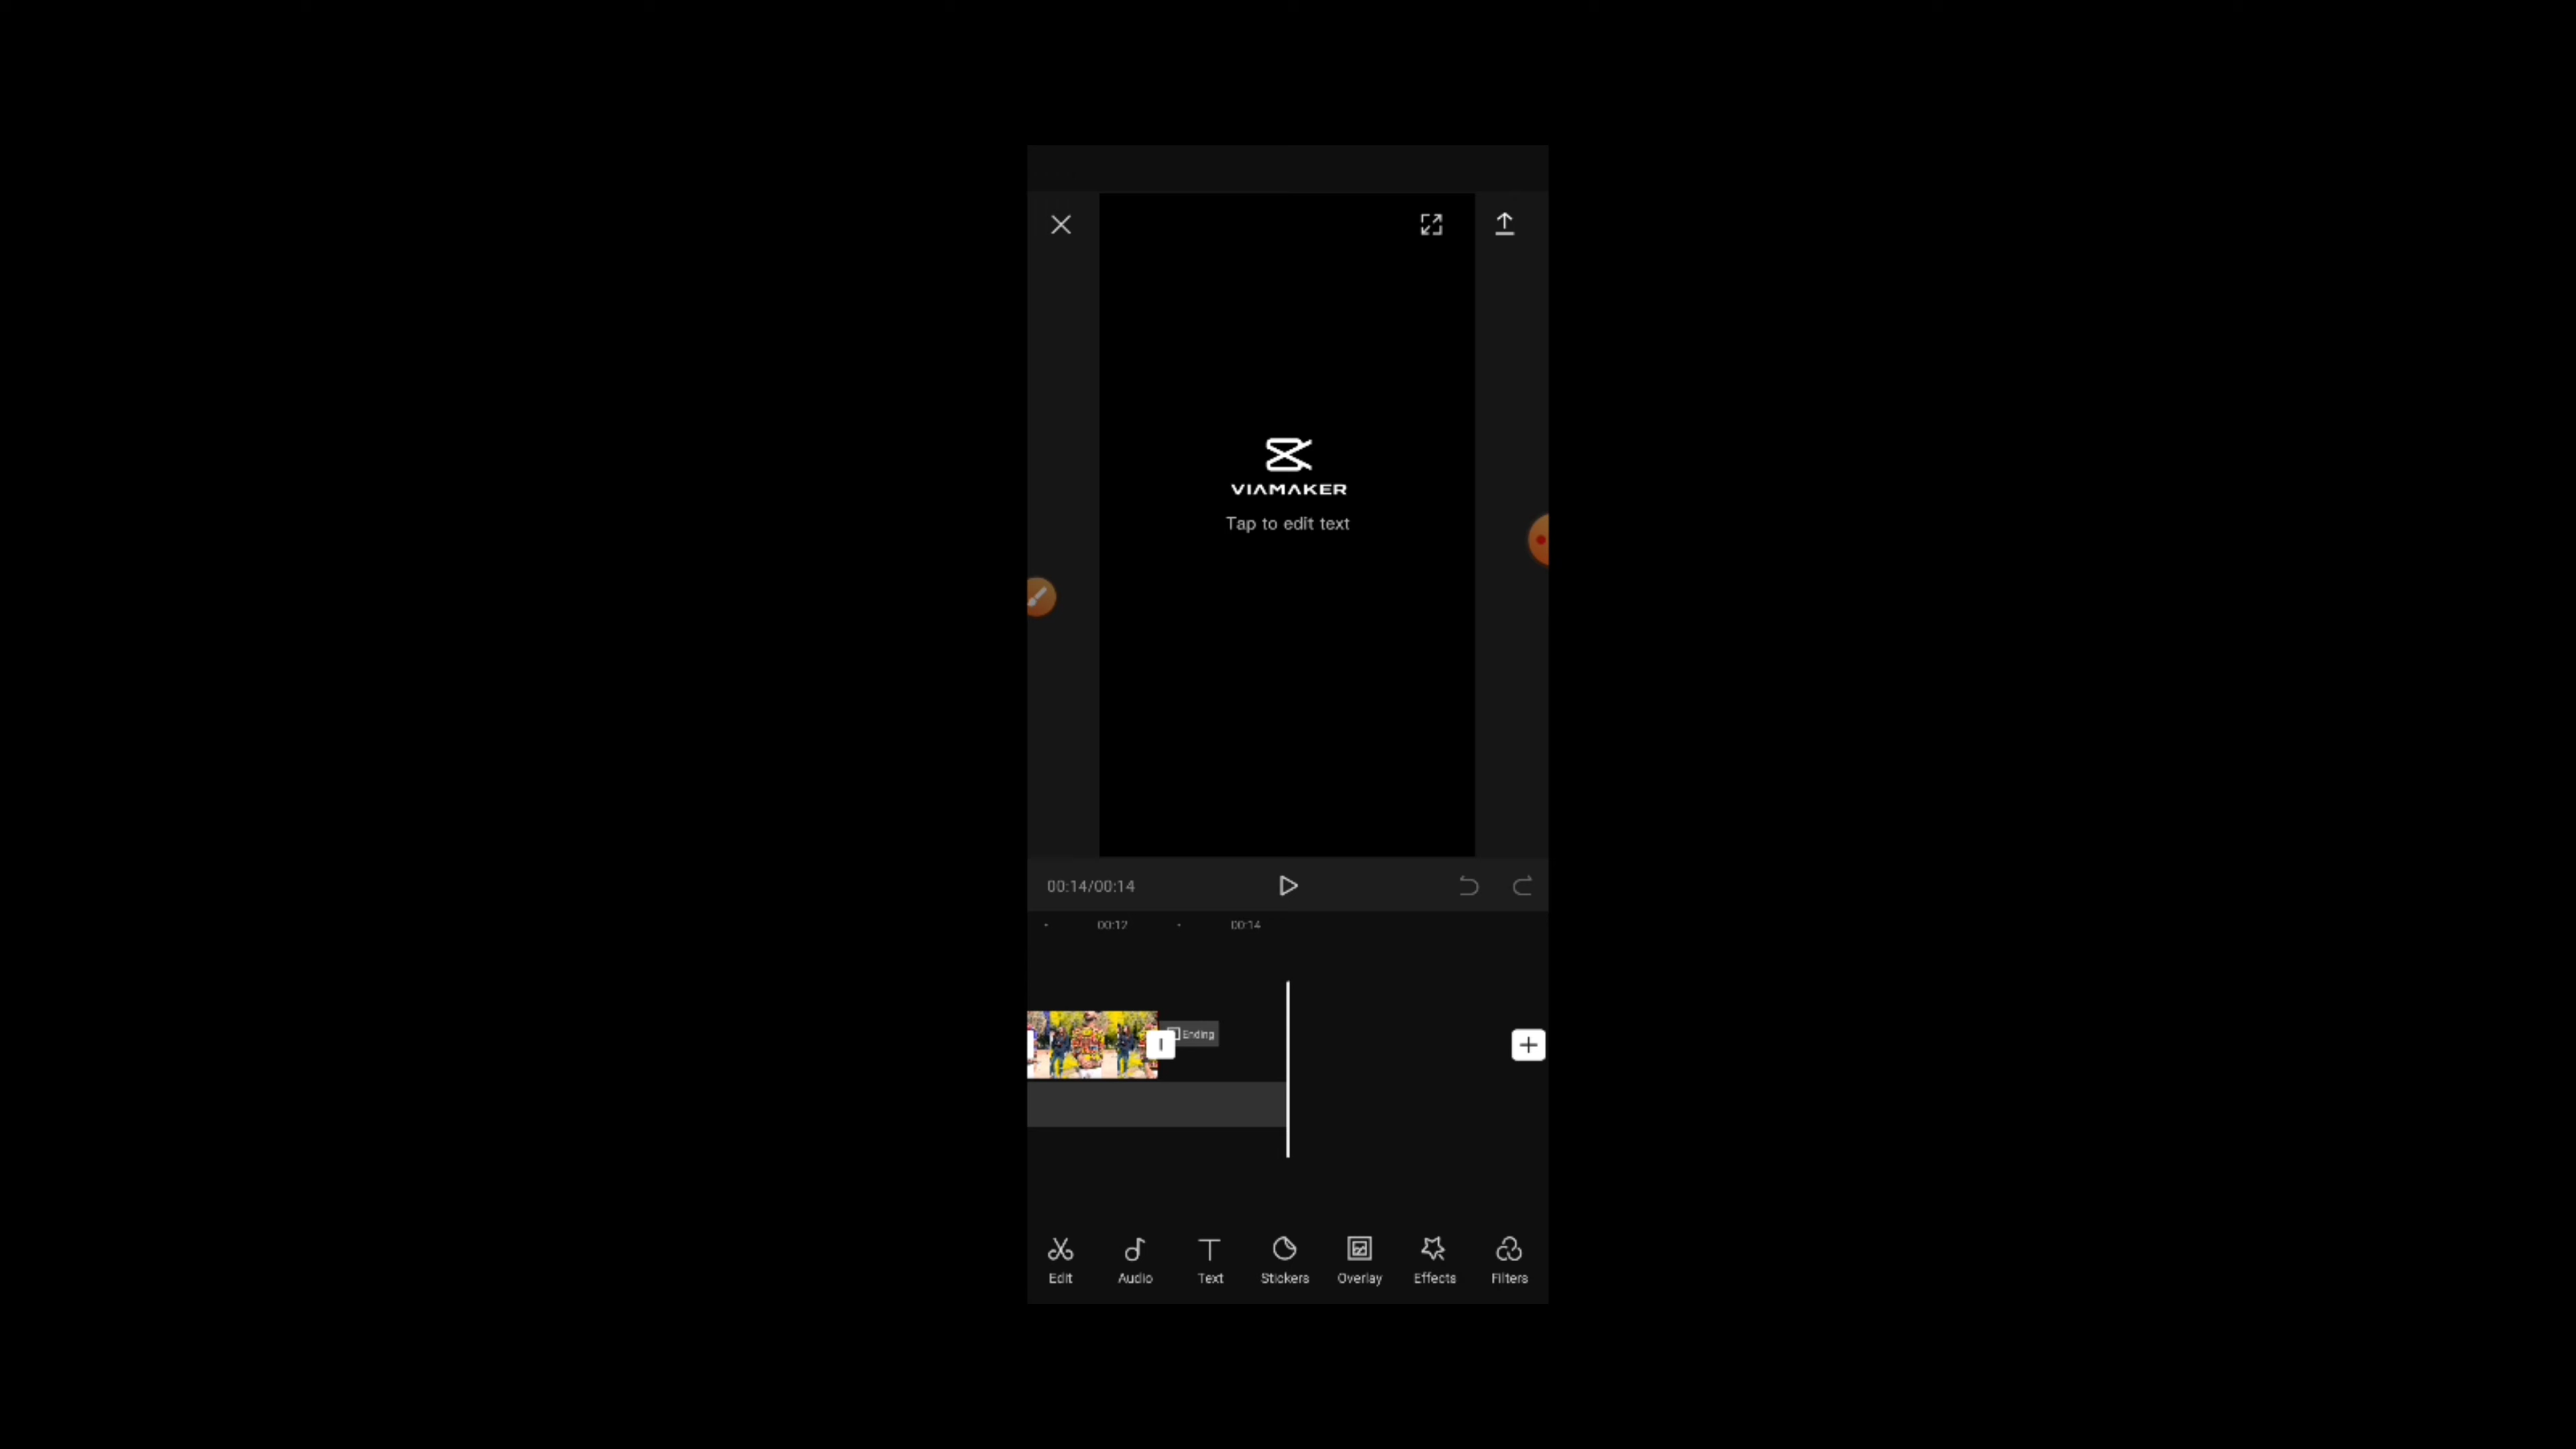 VIAMAKER
Tap to edit text
00:14/00:14
00:12
00:14
Ending
Edit
Audio
Text
Stickers
Overlay
Effects
Filters